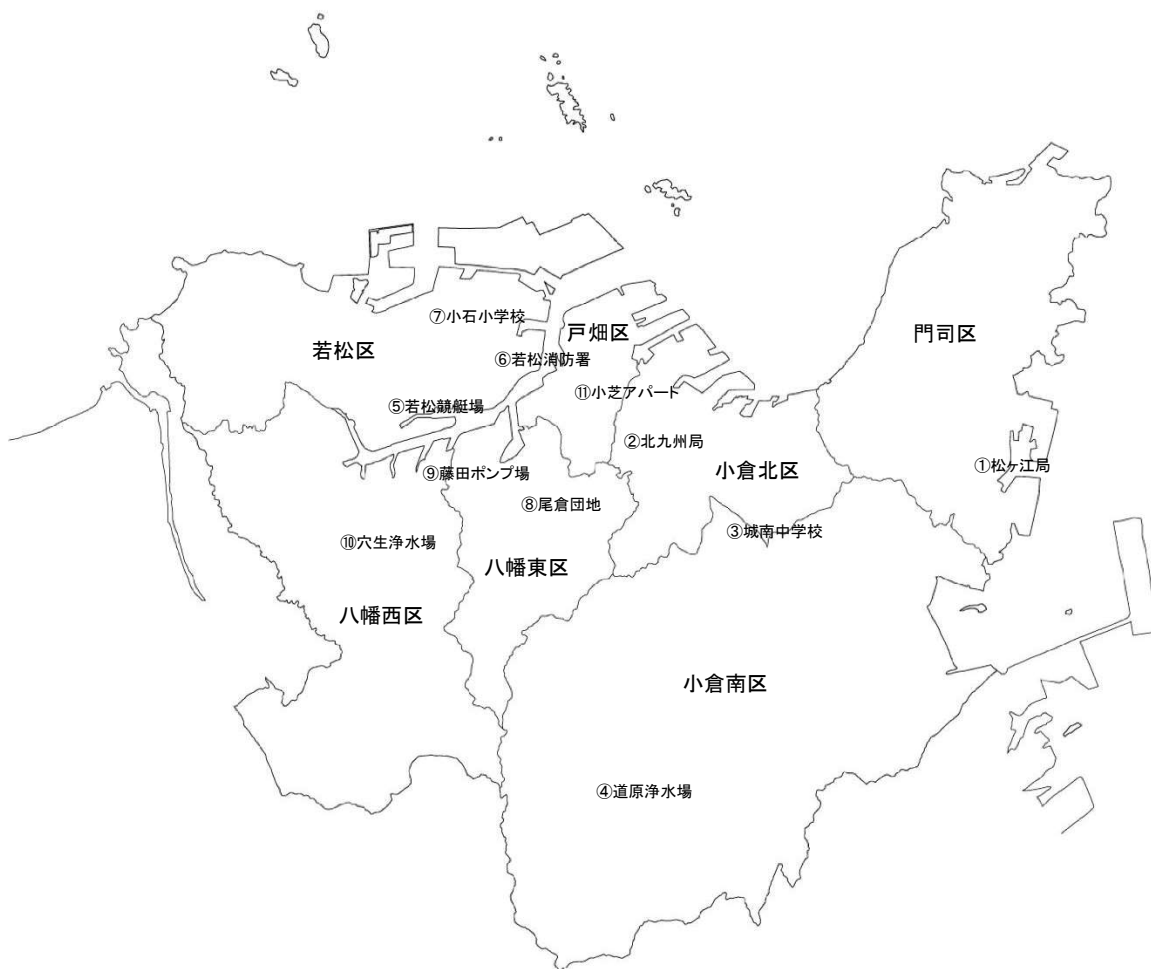 ⑦小石小学校
戸畑区
門司区
若松区
⑥若松消防署
⑪小芝アパート
⑤若松競艇場
②北九州局
小倉北区
①松ヶ江局
⑨藤田ポンプ場
⑧尾倉団地
③城南中学校
⑩穴生浄水場
八幡東区
八幡西区
小倉南区
④道原浄水場